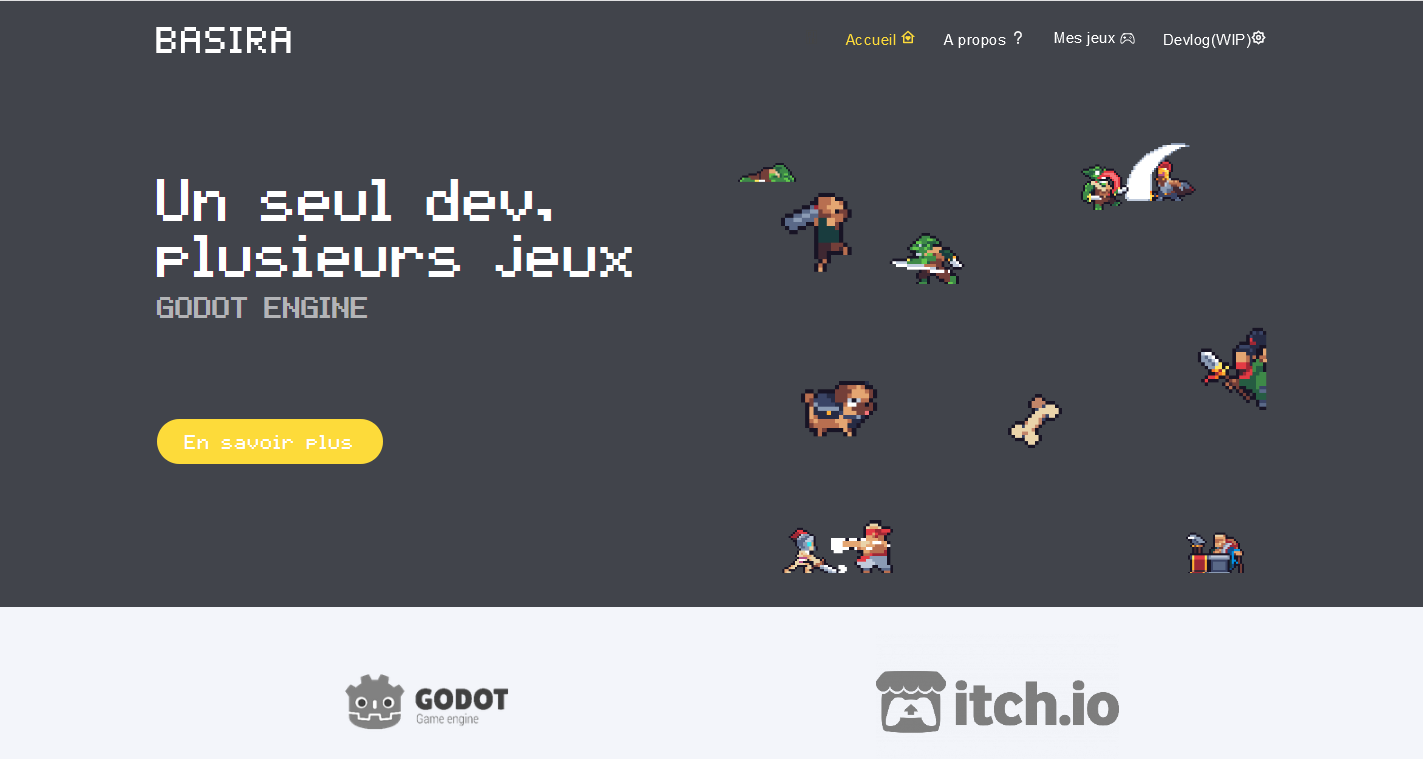 BASIRA
Accueil
A propos ?
Mes jeux
Devlog(WIP)
Un seul dev,
plusieurs jeux
GODOT ENGINE
En savoir plus
GODOT
Game engine
itch.io